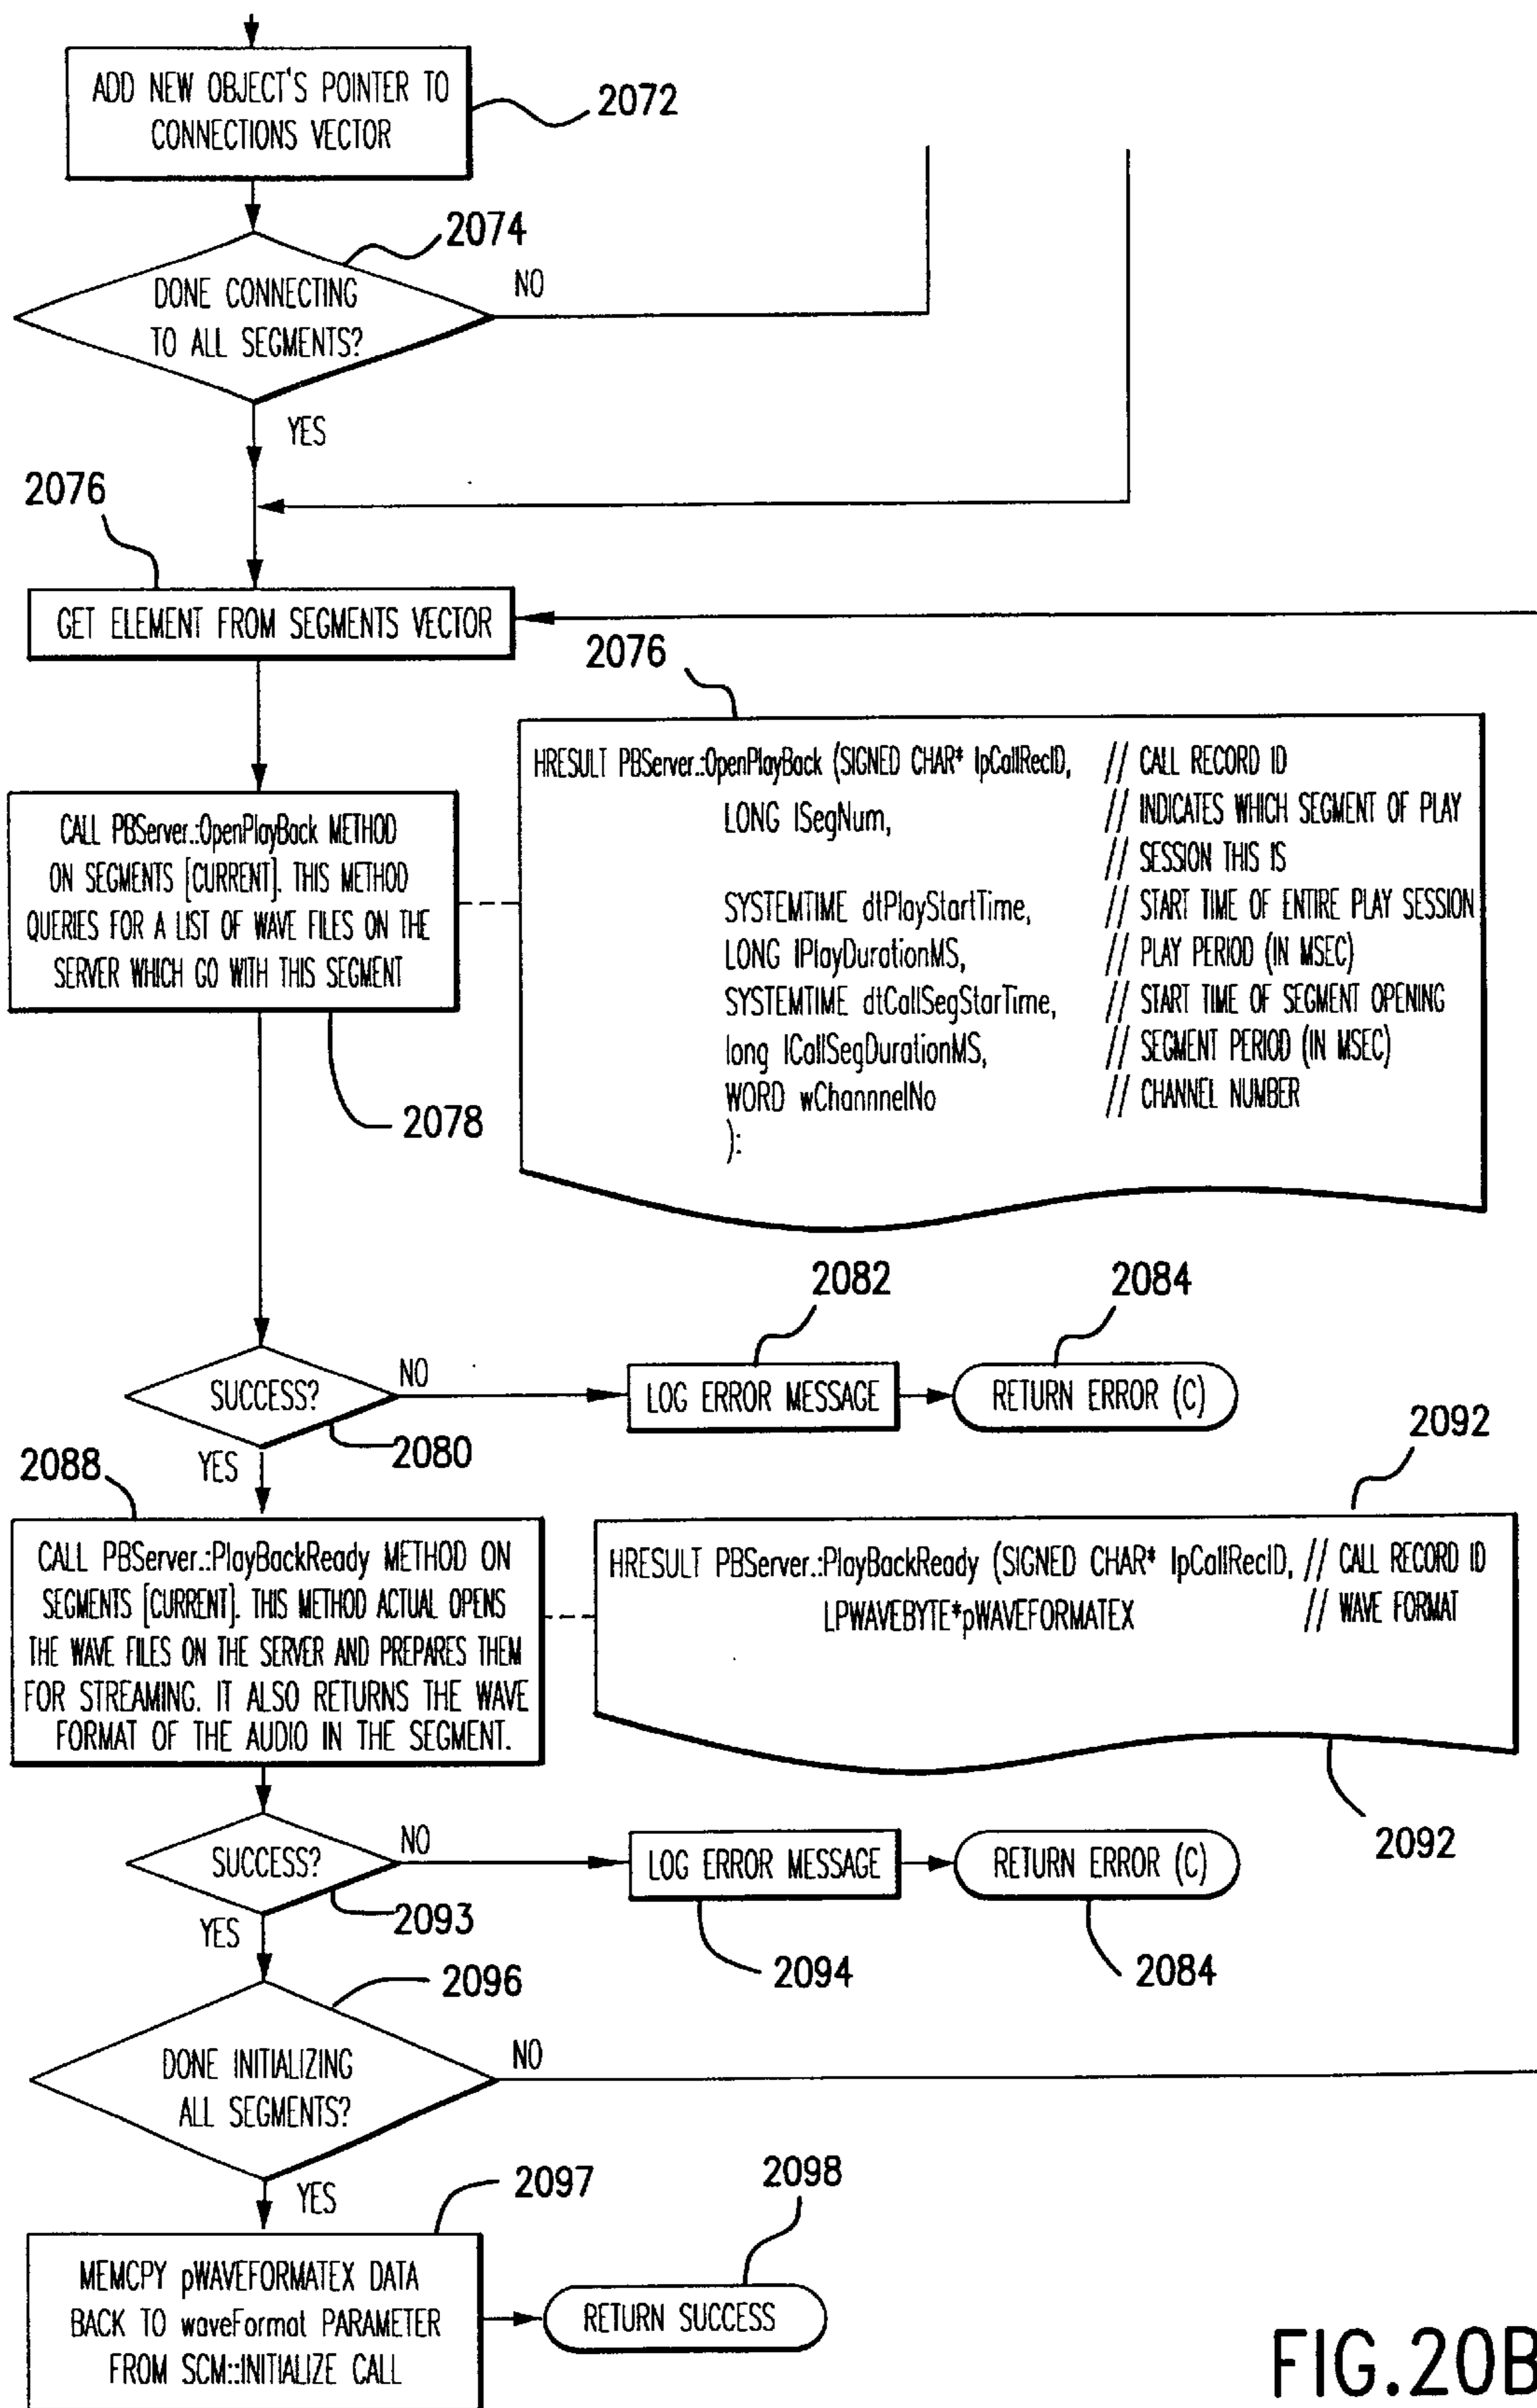 ADD NEW OBJECT'S POINTER TO
CONNECTIONS VECTOR
2072
2074
DONE CONNECTING
TO ALL SEGMENTS?
NO
YES
2076
GET ELEMENT FROM SEGMENTS VECTOR
2076
CALL PBServer::OpenPlayBack METHOD
ON SEGMENTS [CURRENT]. THIS METHOD
QUERIES FOR A LIST OF WAVE FILES ON THE
SERVER WHICH GO WITH THIS SEGMENT
2078
HRESULT PBServer::OpenPlayBack (SIGNED CHAR* lpCallRecID, // CALL RECORD ID
LONG lSegNum, // INDICATES WHICH SEGMENT OF PLAY
// SESSION THIS IS
SYSTEMTIME dtPlayStartTime, // START TIME OF ENTIRE PLAY SESSION
LONG lPlayDurationMS, // PLAY PERIOD (IN MSEC)
SYSTEMTIME dtCallSegStarTime, // START TIME OF SEGMENT OPENING
long lCallSegDurationMS, // SEGMENT PERIOD (IN MSEC)
WORD wChannnelNo // CHANNEL NUMBER
):
SUCCESS?
NO
2080
YES
2082
LOG ERROR MESSAGE
2084
RETURN ERROR (C)
2088
CALL PBServer::PlayBackReady METHOD ON
SEGMENTS [CURRENT]. THIS METHOD ACTUAL OPENS
THE WAVE FILES ON THE SERVER AND PREPARES THEM
FOR STREAMING. IT ALSO RETURNS THE WAVE
FORMAT OF THE AUDIO IN THE SEGMENT.
2092
HRESULT PBServer::PlayBackReady (SIGNED CHAR* lpCallRecID, // CALL RECORD ID
LPWAVEBYTE*pWAVEFORMATEX // WAVE FORMAT
2092
SUCCESS?
NO
2093
YES
LOG ERROR MESSAGE
2094
RETURN ERROR (C)
2084
2096
DONE INITIALIZING
ALL SEGMENTS?
NO
YES
2097
MEMCPY pWAVEFORMATEX DATA
BACK TO waveFormat PARAMETER
FROM SCM::INITIALIZE CALL
2098
RETURN SUCCESS
FIG.20B